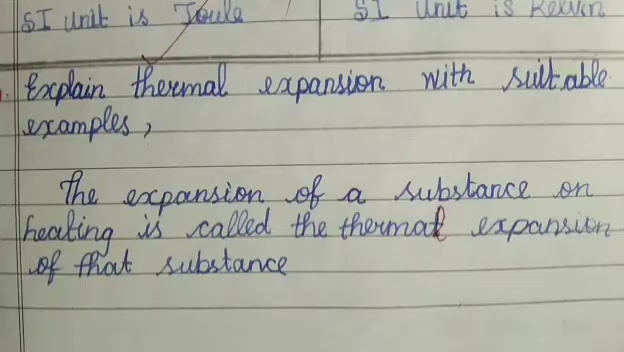 SI Unit is Joule
SI Unit is Kelvin
Explain thermal expansion with suitable
examples,
The expansion of a substance on
heating is called the thermal expansion
of that substance